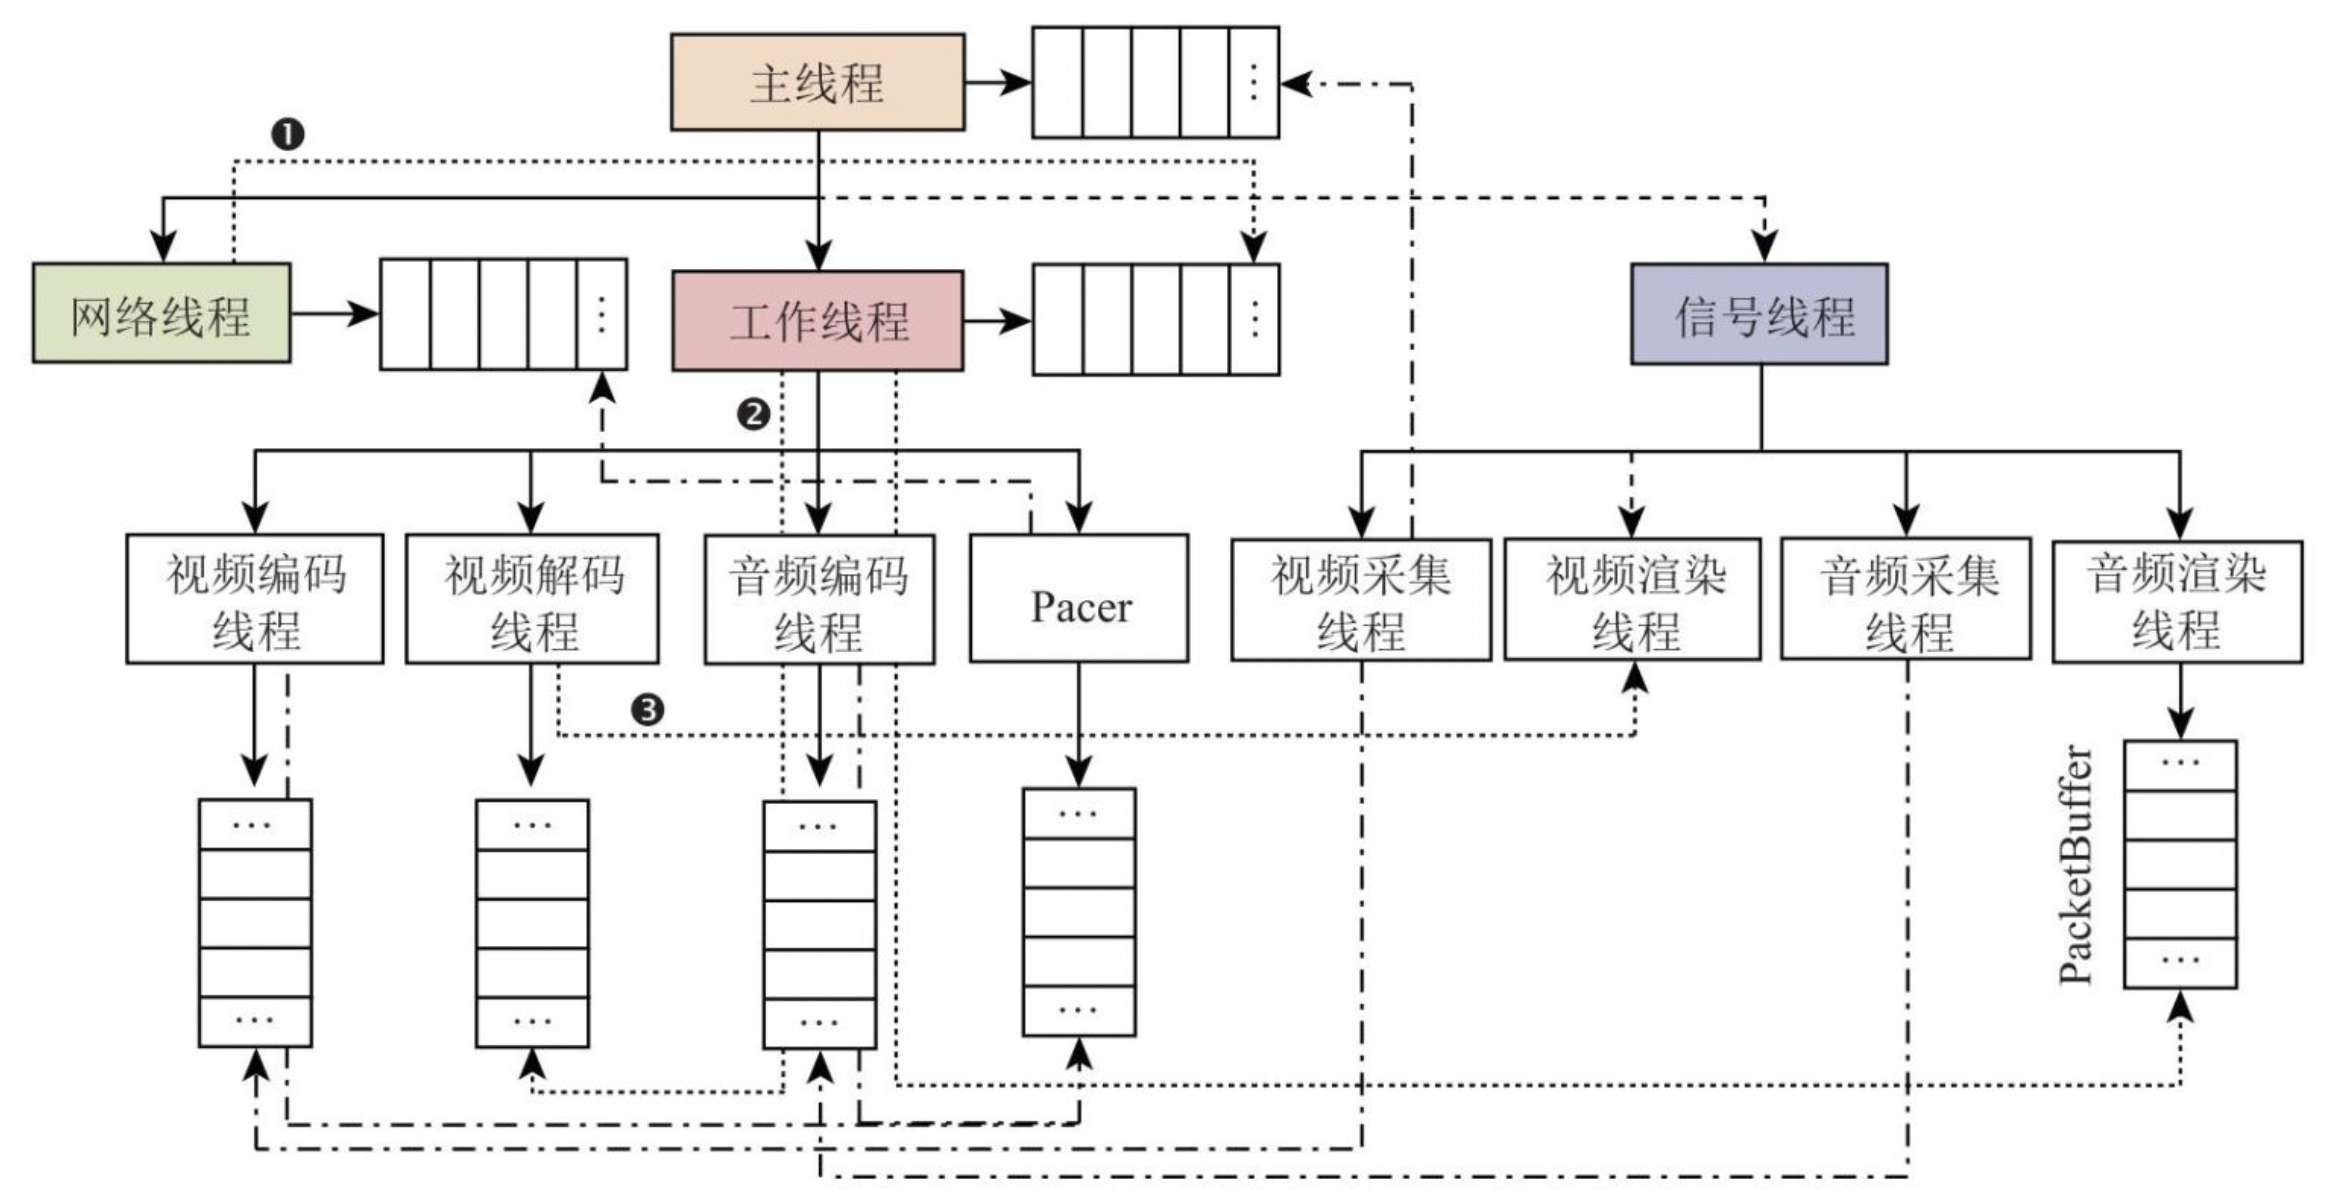 主线程
❶
网络线程
工作线程
信号线程
❷
视频编码
线程
视频解码
线程
音频编码
线程
Pacer
视频采集
线程
视频渲染
线程
音频采集
线程
音频渲染
线程
❸
PacketBuffer